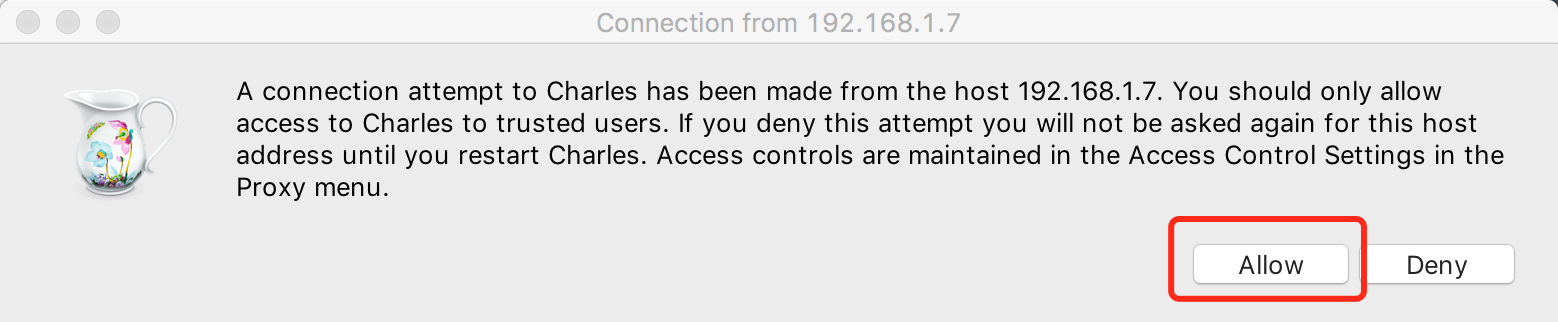 Connection from 192.168.1.7
A connection attempt to Charles has been made from the host 192.168.1.7. You should only allow
access to Charles to trusted users. If you deny this attempt you will not be asked again for this host
address until you restart Charles. Access controls are maintained in the Access Control Settings in the
Proxy menu.
Allow Deny